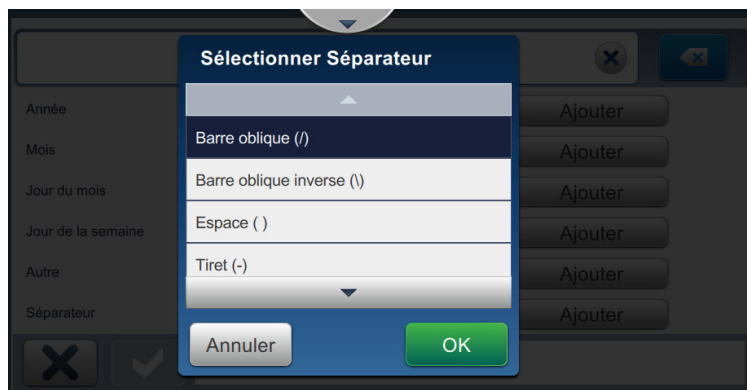 Sélectionner Séparateur
Barre oblique (/)
Barre oblique inverse (\)
Espace ( )
Tiret (-)
Annuler
OK
Année
Ajouter
Mois
Ajouter
Jour du mois
Ajouter
Jour de la semaine
Ajouter
Autre
Ajouter
Séparateur
Ajouter